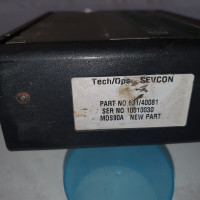 Tech/Ops SEVCON
PART NO 631/40081
SER NO 10010030
MOS90A NEW PART